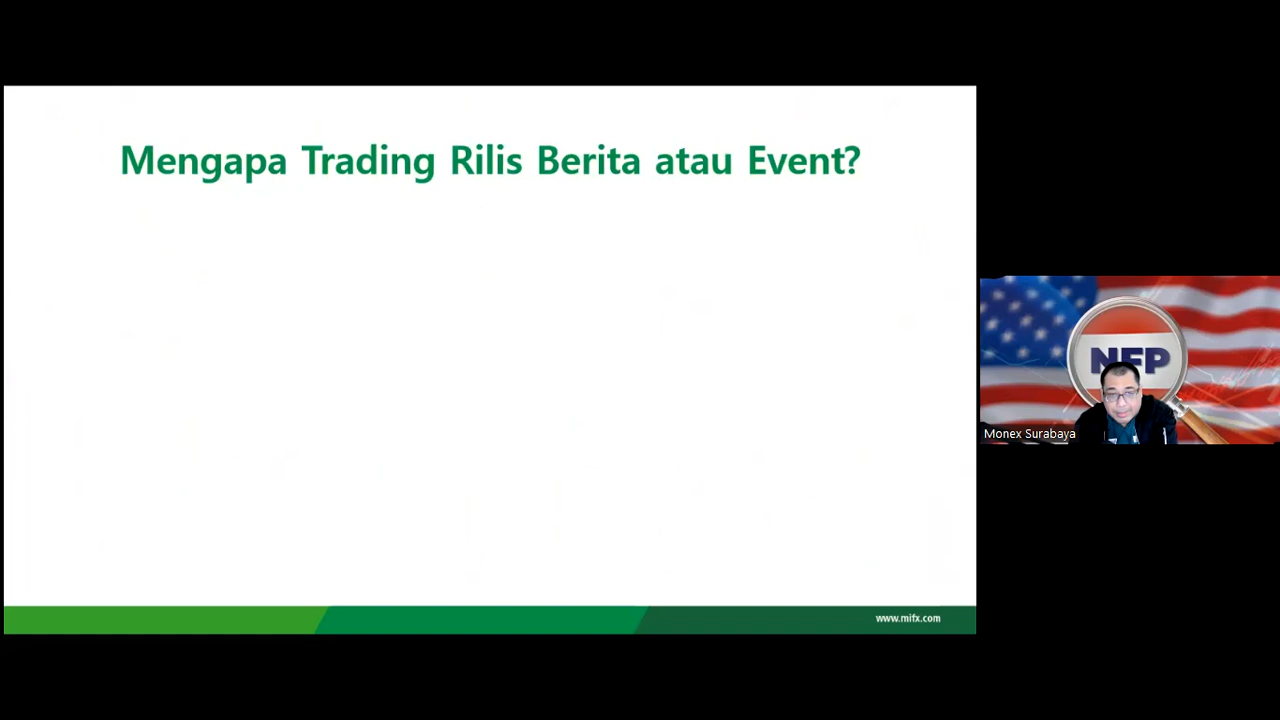 Mengapa Trading Rilis Berita atau Event?
NFP
Monex Surabaya
www.mifx.com